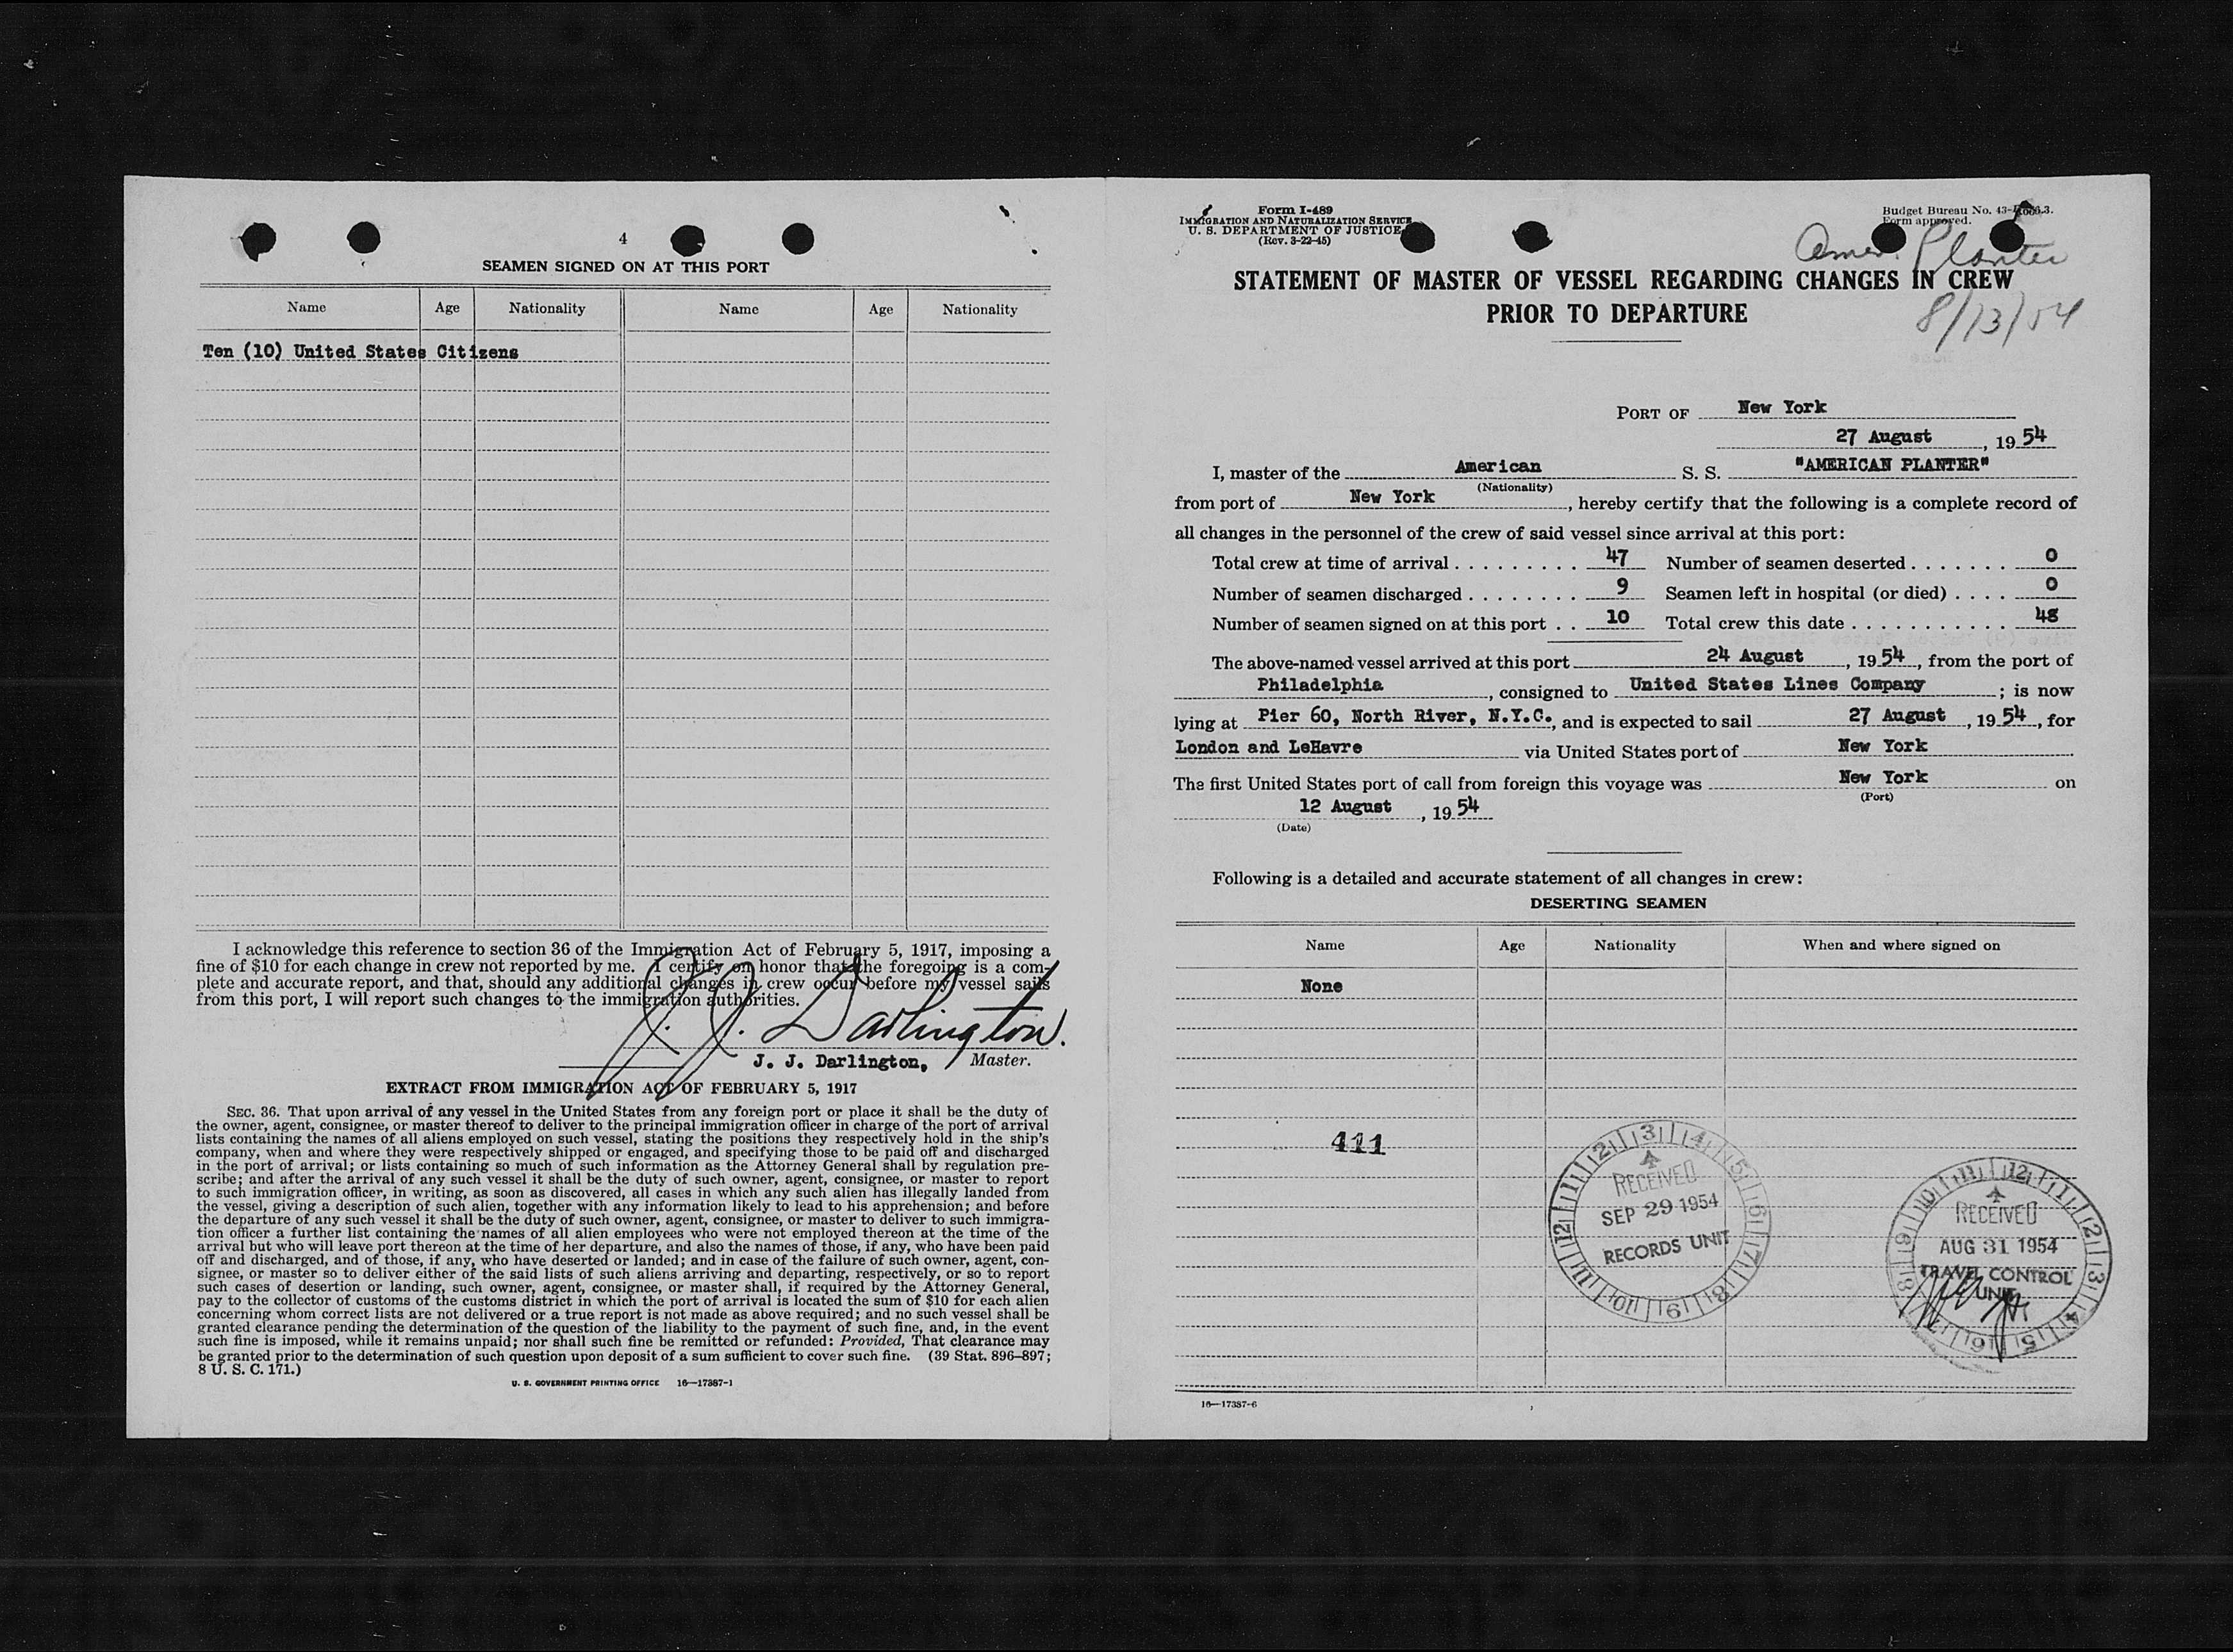 4
SEAMEN SIGNED ON AT THIS PORT
Name Age Nationality Name Age Nationality
Ten (10) United States Citizens
I acknowledge this reference to section 36 of the Immigration Act of February 5, 1917, imposing a
fine of $10 for each change in crew not reported by me. I certify on honor that the foregoing is a com-
plete and accurate report, and that, should any additional changes in crew occur before my vessel sails
from this port, I will report such changes to the immigration authorities.
J. J. Darlington.
J. J. Darlington, Master.
EXTRACT FROM IMMIGRATION ACT OF FEBRUARY 5, 1917
SEC. 36. That upon arrival of any vessel in the United States from any foreign port or place it shall be the duty of
the owner, agent, consignee, or master thereof to deliver to the principal immigration officer in charge of the port of arrival
lists containing the names of all aliens employed on such vessel, stating the positions they respectively hold in the ship's
company, when and where they were respectively shipped or engaged, and specifying those to be paid off and discharged
in the port of arrival; or lists containing so much of such information as the Attorney General shall by regulation pre-
scribe; and after the arrival of any such vessel it shall be the duty of such owner, agent, consignee, or master to report
to such immigration officer, in writing, as soon as discovered, all cases in which any such alien has illegally landed from
the vessel, giving a description of such alien, together with any information likely to lead to his apprehension; and before
the departure of any such vessel it shall be the duty of such owner, agent, consignee, or master to deliver to such immigra-
tion officer a further list containing the names of all alien employees who were not employed thereon at the time of the
arrival but who will leave port thereon at the time of her departure, and also the names of those, if any, who have been paid
off and discharged, and of those, if any, who have deserted or landed; and in case of the failure of such owner, agent, con-
signee, or master so to deliver either of the said lists of such aliens arriving and departing, respectively, or so to report
such cases of desertion or landing, such owner, agent, consignee, or master shall, if required by the Attorney General,
pay to the collector of customs of the customs district in which the port of arrival is located the sum of $10 for each alien
concerning whom correct lists are not delivered or a true report is not made as above required; and no such vessel shall be
granted clearance pending the determination of the question of the liability to the payment of such fine, and, in the event
such fine is imposed, while it remains unpaid; nor shall such fine be remitted or refunded: Provided, That clearance may
be granted prior to the determination of such question upon deposit of a sum sufficient to cover such fine. (39 Stat. 896–897;
8 U. S. C. 171.)
U. S. GOVERNMENT PRINTING OFFICE 16—17387-1
Form I-489
IMMIGRATION AND NATURALIZATION SERVICE
U. S. DEPARTMENT OF JUSTICE
(Rev. 3-22-45)
Budget Bureau No.
Form approved.
Amer. Planter
STATEMENT OF MASTER OF VESSEL REGARDING CHANGES IN CREW
PRIOR TO DEPARTURE
8/13/54
PORT OF New York
27 August, 1954
I, master of the American S. S. "AMERICAN PLANTER"
(Nationality)
from port of New York, hereby certify that the following is a complete record of
all changes in the personnel of the crew of said vessel since arrival at this port:
Total crew at time of arrival . . . . . . . . . 47 Number of seamen deserted . . . . . . . 0
Number of seamen discharged . . . . . . . . 9 Seamen left in hospital (or died) . . . . 0
Number of seamen signed on at this port . . 10 Total crew this date . . . . . . . . . . . 48
The above-named vessel arrived at this port 24 August, 1954, from the port of
Philadelphia, consigned to United States Lines Company; is now
lying at Pier 60, North River, N.Y.C., and is expected to sail 27 August, 1954, for
London and LeHavre via United States port of New York
The first United States port of call from foreign this voyage was New York on
(Port)
12 August, 1954
(Date)
Following is a detailed and accurate statement of all changes in crew:
DESERTING SEAMEN
Name Age Nationality When and where signed on
None
411
RECEIVED
SEP 29 1954
RECORDS UNIT
RECEIVED
AUG 31 1954
TRAVEL CONTROL
UNIT
16—17387-6